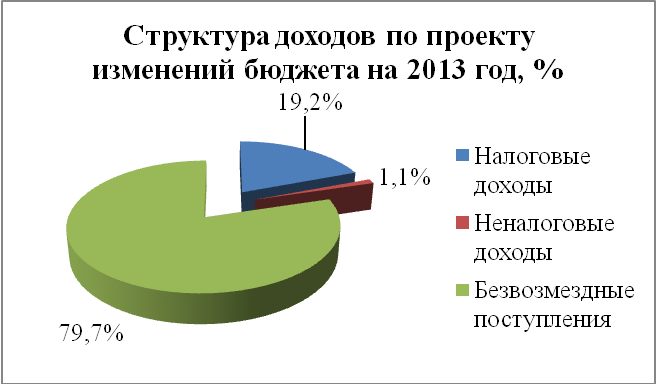 Структура доходов по проекту
изменений бюджета на 2013 год, %
19,2%
1,1%
79,7%
Налоговые
доходы
Неналоговые
доходы
Безвозмездные
поступления